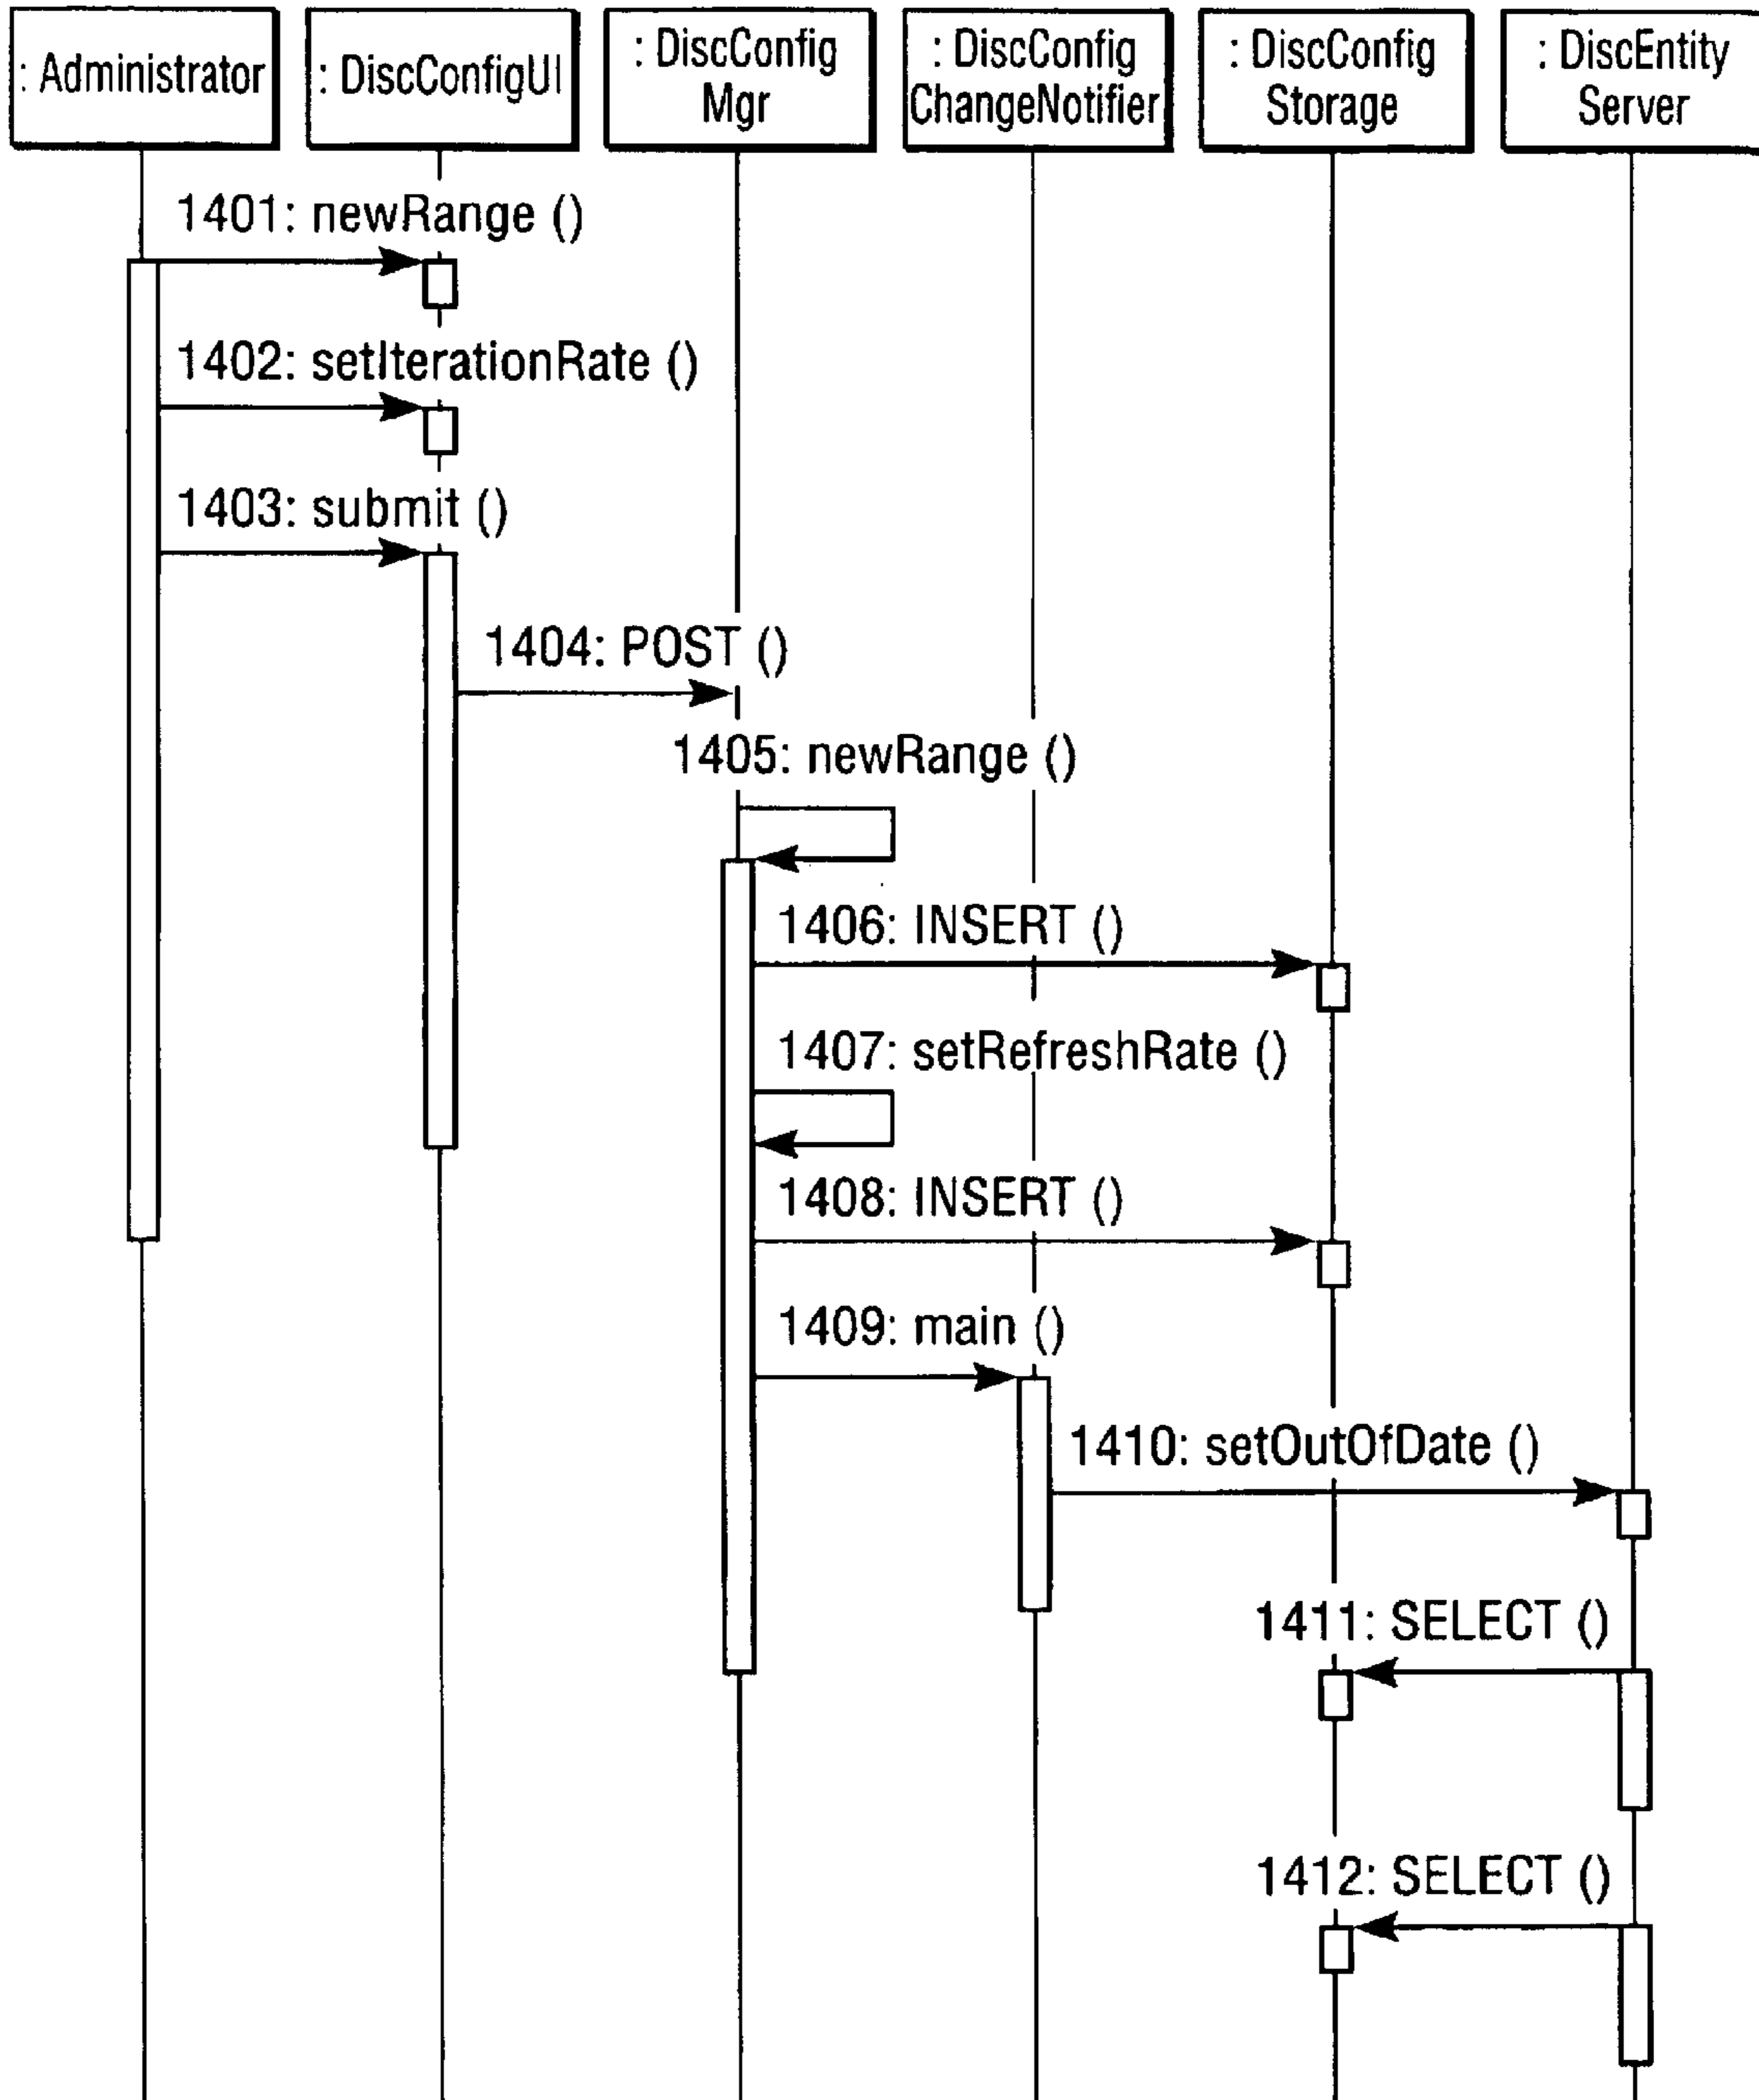 : Administrator
: DiscConfigUI
: DiscConfig
Mgr
: DiscConfig
ChangeNotifier
: DiscConfig
Storage
: DiscEntity
Server
1401: newRange ()
1402: setIterationRate ()
1403: submit ()
1404: POST ()
1405: newRange ()
1406: INSERT ()
1407: setRefreshRate ()
1408: INSERT ()
1409: main ()
1410: setOutOfDate ()
1411: SELECT ()
1412: SELECT ()